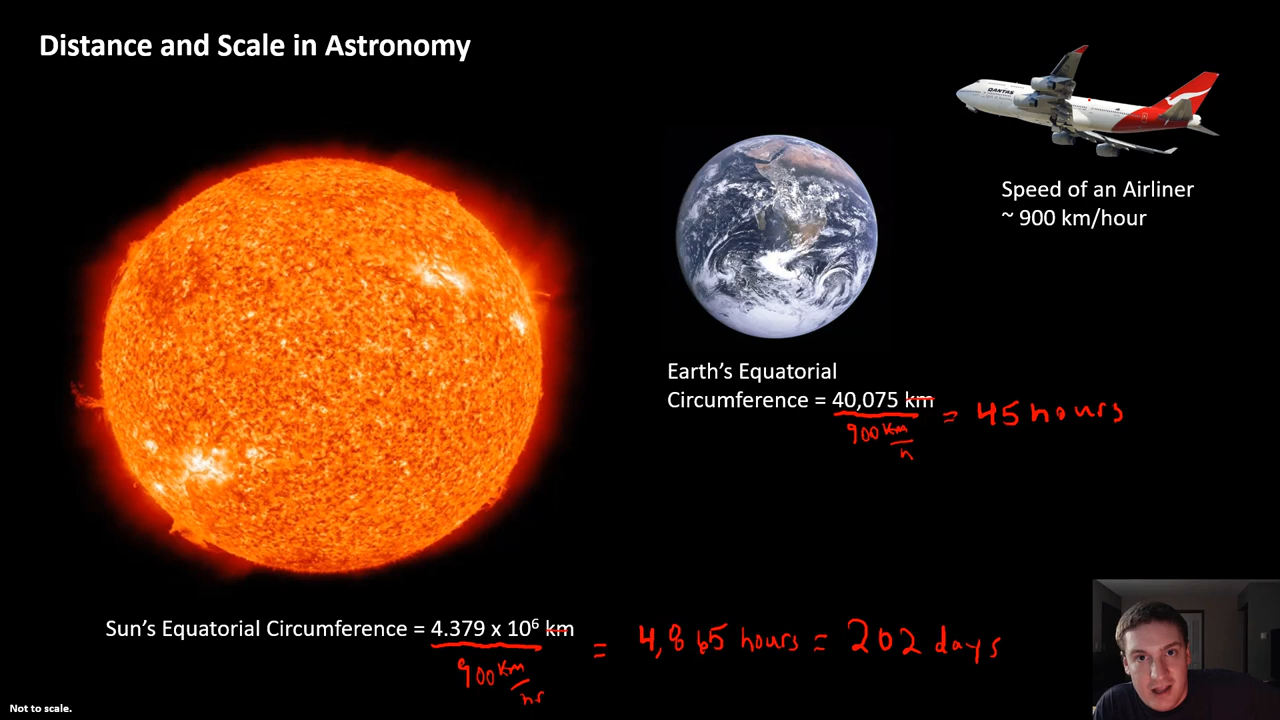 Distance and Scale in Astronomy
QANTAS
Speed of an Airliner
~ 900 km/hour
Earth's Equatorial
Circumference = 40,075 km = 45 hours
900 km
h
Sun's Equatorial Circumference = 4.379 x 10⁶ km = 4,865 hours = 202 days
900 km
hr
Not to scale.